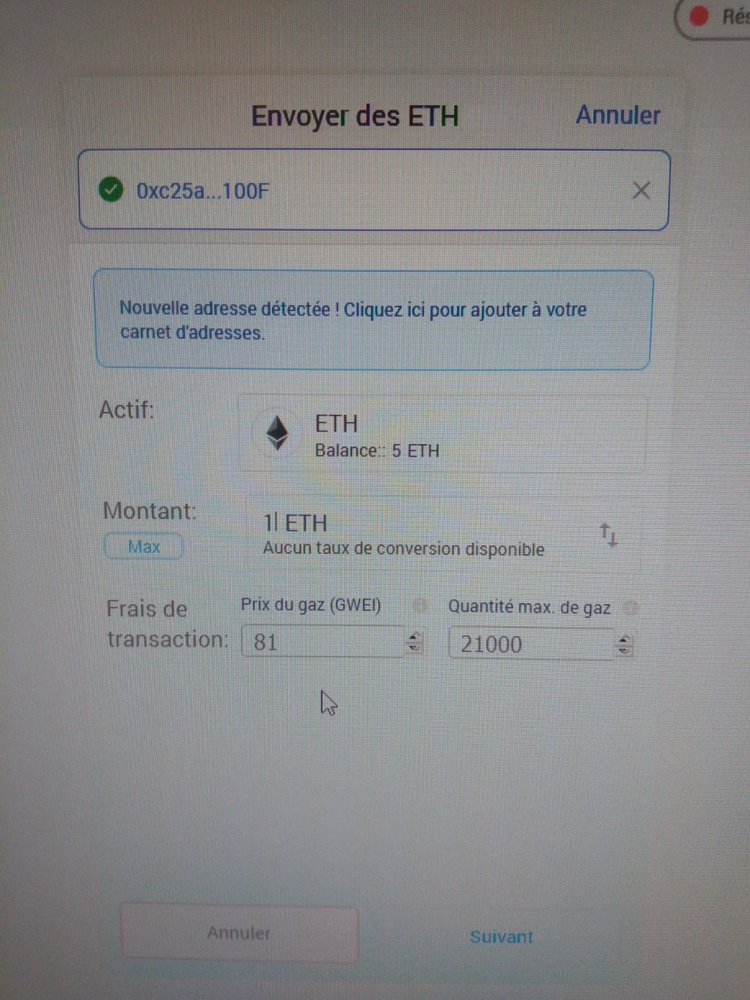 Rés
Envoyer des ETH
Annuler
0xc25a...100F
Nouvelle adresse détectée ! Cliquez ici pour ajouter à votre
carnet d'adresses.
Actif:
ETH
Balance:: 5 ETH
Montant:
Max
1 ETH
Aucun taux de conversion disponible
Frais de
transaction:
Prix du gaz (GWEI)
81
Quantité max. de gaz
21000
Annuler
Suivant